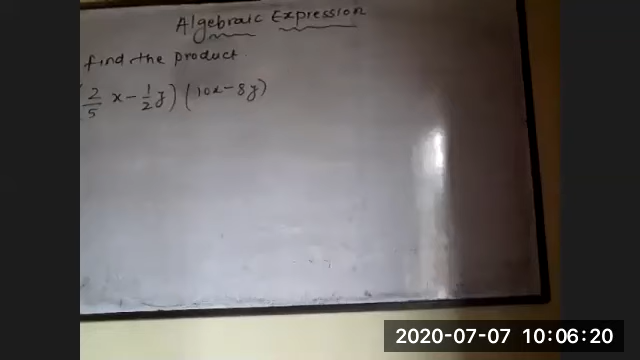 Algebraic Expression
find the product.
(2/5 x - 1/2 y) (10x - 8y)
2020-07-07 10:06:20